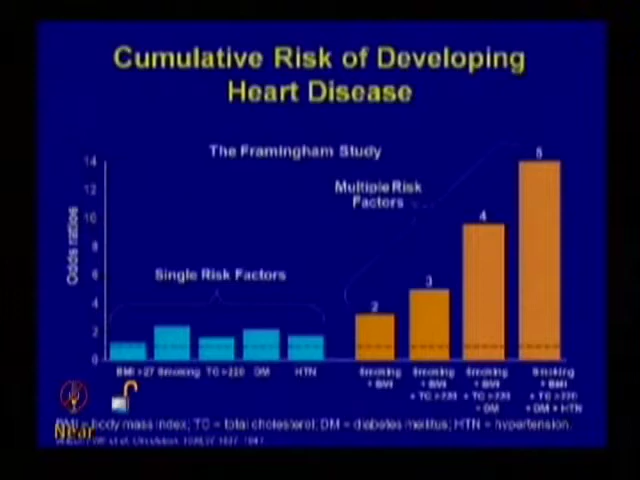 Cumulative Risk of Developing
Heart Disease
The Framingham Study
Multiple Risk
Factors
Single Risk Factors
Odds ratios
14
12
10
8
6
4
2
0
2
3
4
5
BMI >27 Smoking TC >220 DM HTN
Smoking
+ BMI
Smoking
+ BMI
+ TC >220
Smoking
+ BMI
+ TC >220
+ DM
Smoking
+ BMI
+ TC >220
+ DM + HTN
BMI = body mass index; TC = total cholesterol; DM = diabetes mellitus; HTN = hypertension.
Near